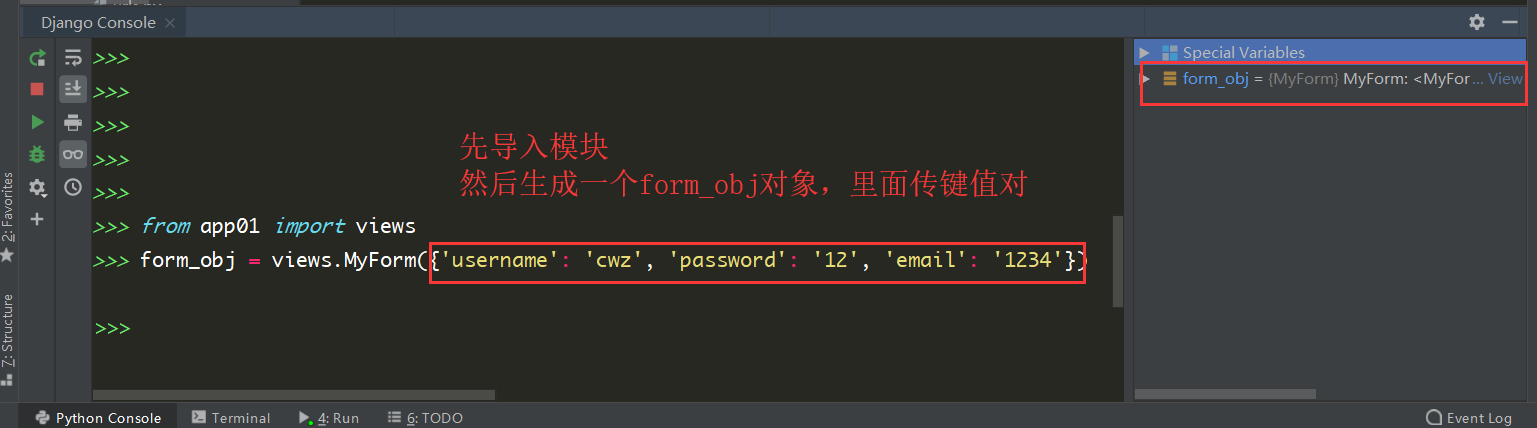 Django Console
Special Variables
form_obj = {MyForm} MyForm: <MyFor ... View
>>>
>>>
>>>
>>>
>>>
先导入模块
然后生成一个form_obj对象，里面传键值对
>>> from app01 import views
>>> form_obj = views.MyForm({'username': 'cwz', 'password': '12', 'email': '1234'})
>>>
2: Favorites
7: Structure
Python Console
Terminal
4: Run
6: TODO
Event Log